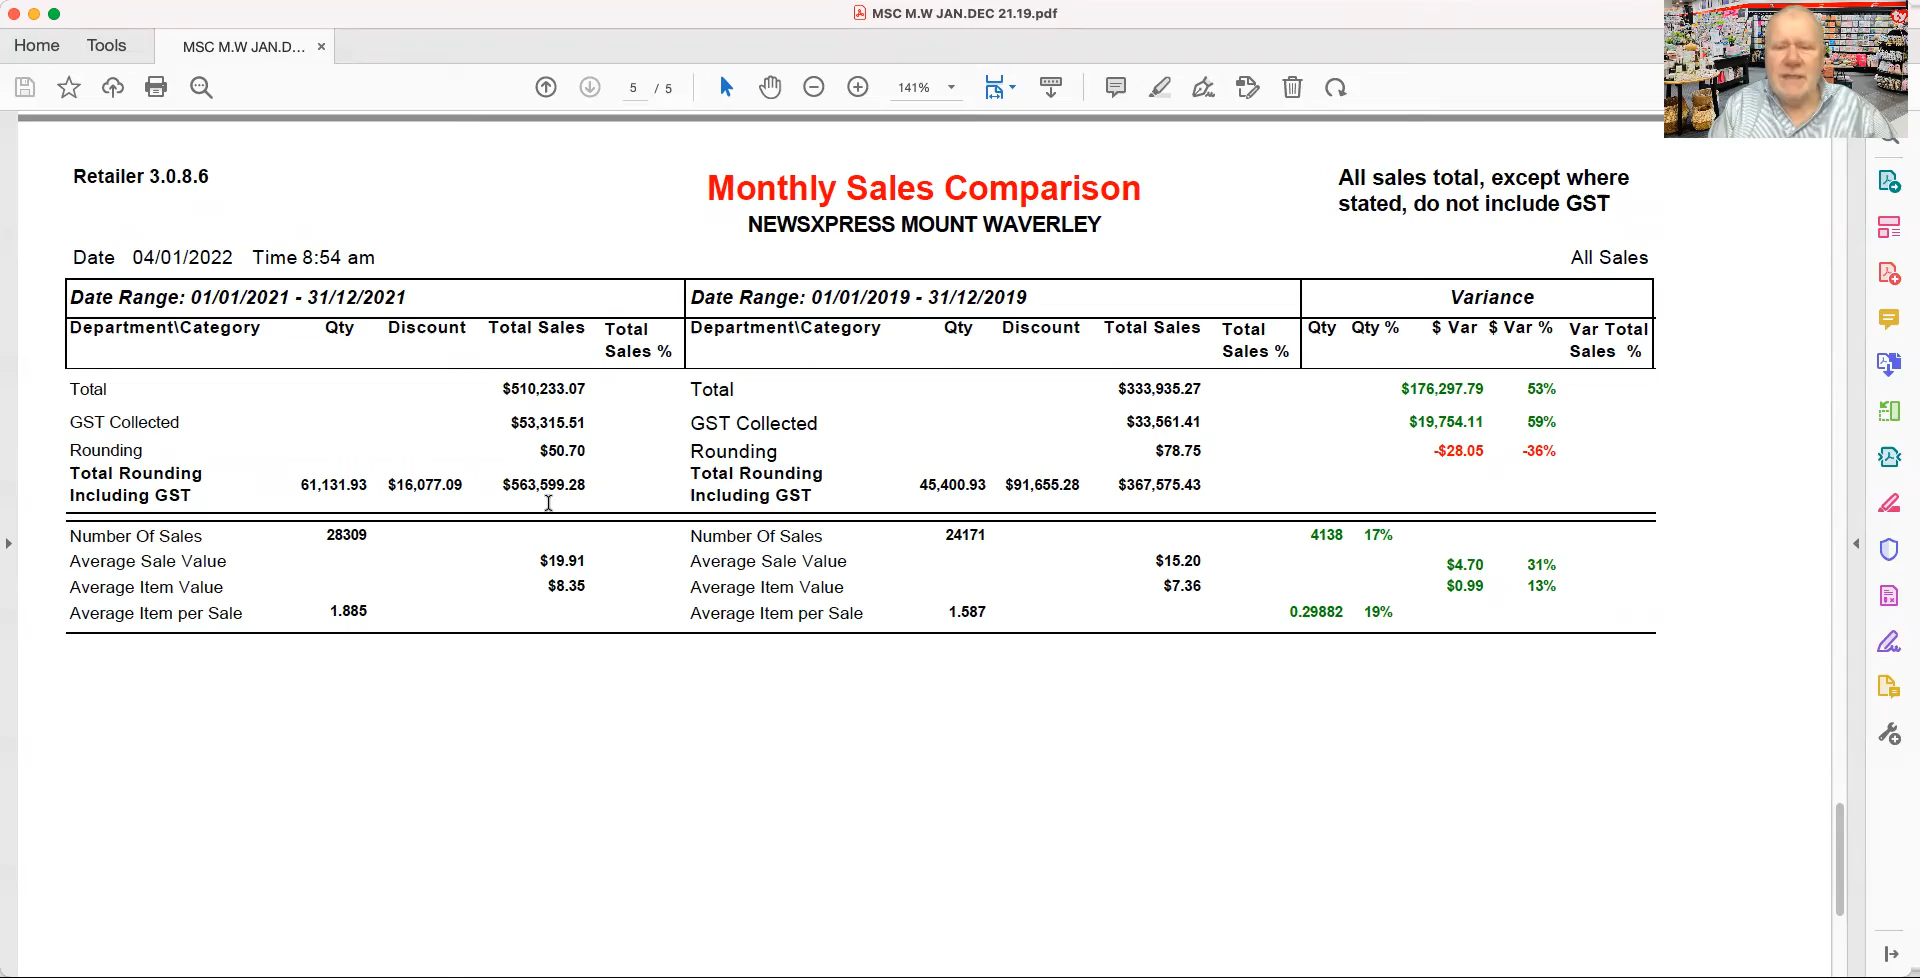 MSC M.W JAN.DEC 21.19.pdf
Home Tools MSC M.W JAN.D... ×
5 / 5 141%
Retailer 3.0.8.6
Monthly Sales Comparison
NEWSXPRESS MOUNT WAVERLEY
All sales total, except where
stated, do not include GST
Date 04/01/2022 Time 8:54 am All Sales
Date Range: 01/01/2021 - 31/12/2021 Date Range: 01/01/2019 - 31/12/2019 Variance
Department\Category Qty Discount Total Sales Total Sales % Department\Category Qty Discount Total Sales Total Sales % Qty Qty % $ Var $ Var % Var Total Sales %
Total $510,233.07 Total $333,935.27 $176,297.79 53%
GST Collected $53,315.51 GST Collected $33,561.41 $19,754.11 59%
Rounding $50.70 Rounding $78.75 -$28.05 -36%
Total Rounding Including GST 61,131.93 $16,077.09 $563,599.28 Total Rounding Including GST 45,400.93 $91,655.28 $367,575.43
Number Of Sales 28309 Number Of Sales 24171 4138 17%
Average Sale Value $19.91 Average Sale Value $15.20 $4.70 31%
Average Item Value $8.35 Average Item Value $7.36 $0.99 13%
Average Item per Sale 1.885 Average Item per Sale 1.587 0.29882 19%